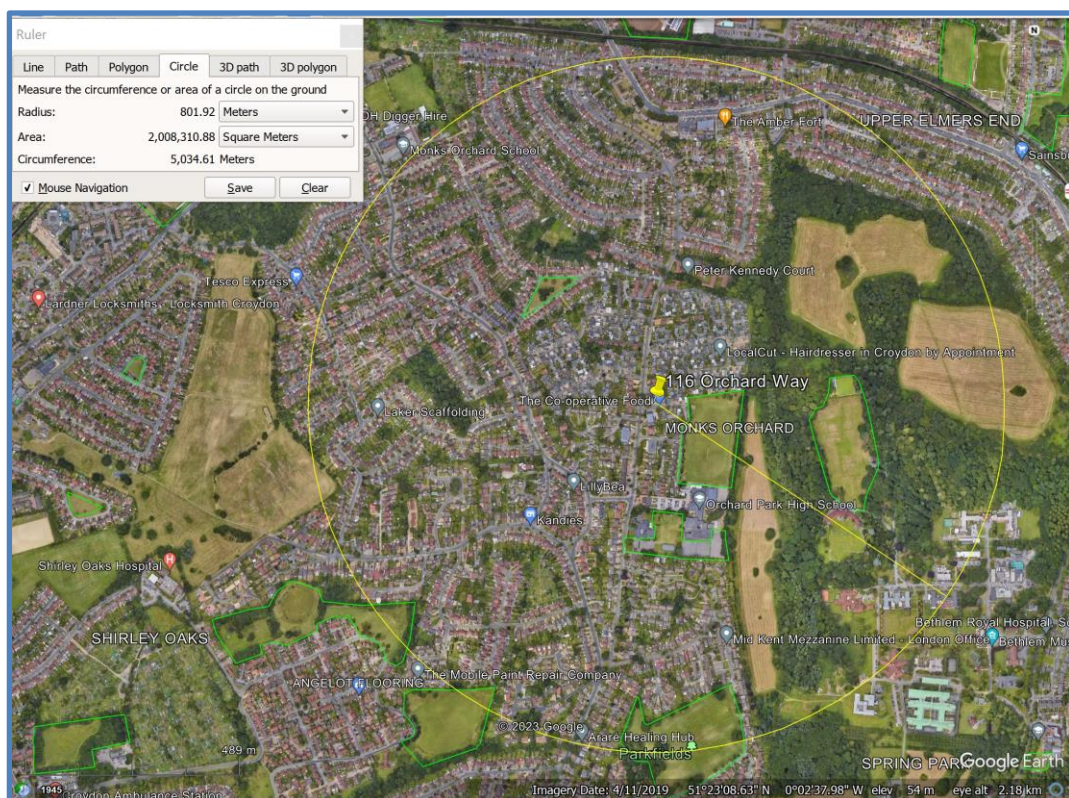 Ruler
Line Path Polygon Circle 3D path 3D polygon
Measure the circumference or area of a circle on the ground
Radius: 801.92 Meters
Area: 2,008,310.88 Square Meters
Circumference: 5,034.61 Meters
Mouse Navigation Save Clear
N
DH Digger Hire
The Amber Fort
UPPER ELMERS END
Monks Orchard School
Sainsb
Peter Kennedy Court
Tesco Express
Lardner Locksmiths - Locksmith Croydon
LocalCut - Hairdresser in Croydon by Appointment
116 Orchard Way
The Co-operative Food
Laker Scaffolding
MONKS ORCHARD
LillyBea
Orchard Park High School
Kandies
Shirley Oaks Hospital
Bethlem Royal Hospital, Sc
SHIRLEY OAKS
Mid Kent Mezzanine Limited - London Office
Bethlem Mus
The Mobile Paint Repair Company
ANGELOT FLOORING
© 2023 Google
Arare Healing Hub
489 m
Parkfields
SPRING PAR
Google Earth
1945
Croydon Ambulance Station
Imagery Date: 4/11/2019 51°23'08.63" N 0°02'37.98" W elev 54 m eye alt 2.18 km